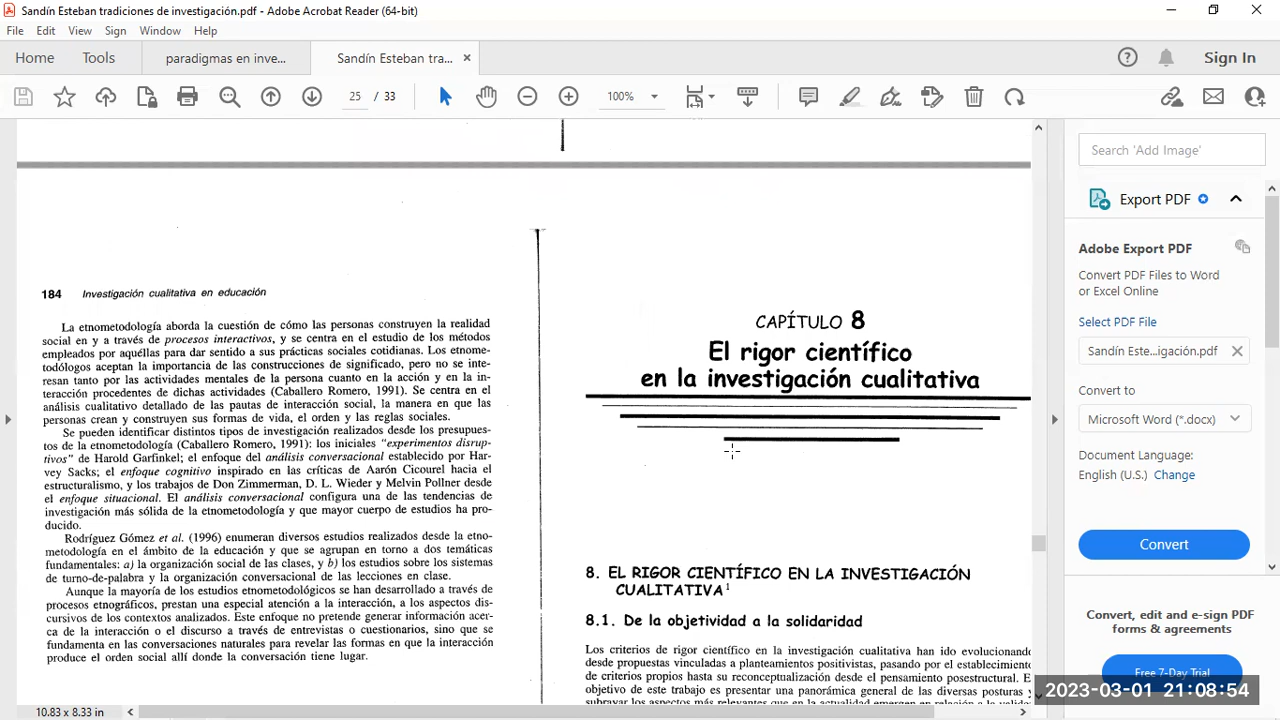 Sandín Esteban tradiciones de investigación.pdf - Adobe Acrobat Reader (64-bit)
File Edit View Sign Window Help
Home Tools paradigmas en inve... Sandín Esteban tra... × Sign In
25 / 33 100%
Search 'Add Image'
Export PDF
Adobe Export PDF
Convert PDF Files to Word
or Excel Online
Select PDF File
Sandín Este...igación.pdf
Convert to
Microsoft Word (*.docx)
Document Language:
English (U.S.) Change
Convert
Convert, edit and e-sign PDF
forms & agreements
Free 7-Day Trial
184 Investigación cualitativa en educación
La etnometodología aborda la cuestión de cómo las personas construyen la realidad
social en y a través de procesos interactivos, y se centra en el estudio de los métodos
empleados por aquéllas para dar sentido a sus prácticas sociales cotidianas. Los etnome-
todólogos aceptan la importancia de las construcciones de significado, pero no se inte-
resan tanto por las actividades mentales de la persona cuanto en la acción y en la in-
teracción procedentes de dichas actividades (Caballero Romero, 1991). Se centra en el
análisis cualitativo detallado de las pautas de interacción social, la manera en que las
personas crean y construyen sus formas de vida, el orden y las reglas sociales.
Se pueden identificar distintos tipos de investigación realizados desde los presupues-
tos de la etnometodología (Caballero Romero, 1991): los iniciales "experimentos disrup-
tivos" de Harold Garfinkel; el enfoque del análisis conversacional establecido por Har-
vey Sacks; el enfoque cognitivo inspirado en las críticas de Aarón Cicourel hacia el
estructuralismo, y los trabajos de Don Zimmerman, D. L. Wieder y Melvin Pollner desde
el enfoque situacional. El análisis conversacional configura una de las tendencias de
investigación más sólida de la etnometodología y que mayor cuerpo de estudios ha pro-
ducido.
Rodríguez Gómez et al. (1996) enumeran diversos estudios realizados desde la etno-
metodología en el ámbito de la educación y que se agrupan en torno a dos temáticas
fundamentales: a) la organización social de las clases, y b) los estudios sobre los sistemas
de turno-de-palabra y la organización conversacional de las lecciones en clase.
Aunque la mayoría de los estudios etnometodológicos se han desarrollado a través de
procesos etnográficos, prestan una especial atención a la interacción, a los aspectos dis-
cursivos de los contextos analizados. Este enfoque no pretende generar información acer-
ca de la interacción o el discurso a través de entrevistas o cuestionarios, sino que se
fundamenta en las conversaciones naturales para revelar las formas en que la interacción
produce el orden social allí donde la conversación tiene lugar.
CAPÍTULO 8
El rigor científico
en la investigación cualitativa
8. EL RIGOR CIENTÍFICO EN LA INVESTIGACIÓN
CUALITATIVA¹
8.1. De la objetividad a la solidaridad
Los criterios de rigor científico en la investigación cualitativa han ido evolucionando
desde propuestas vinculadas a planteamientos positivistas, pasando por el establecimiento
de criterios propios hasta su reconceptualización desde el pensamiento posestructural. E
objetivo de este trabajo es presentar una panorámica general de las diversas posturas y
subrayar los aspectos más relevantes que en la actualidad emergen en relación a la
10.83 x 8.33 in
2023-03-01 21:08:54